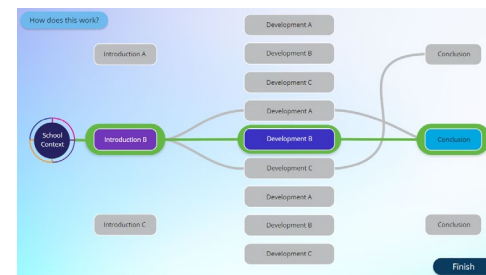 How does this work?
Development A
Development B
Introduction A
Conclusion
Development C
Development A
School
Context
Introduction B
Development B
Conclusion
Development C
Development A
Introduction C
Development B
Conclusion
Development C
Finish